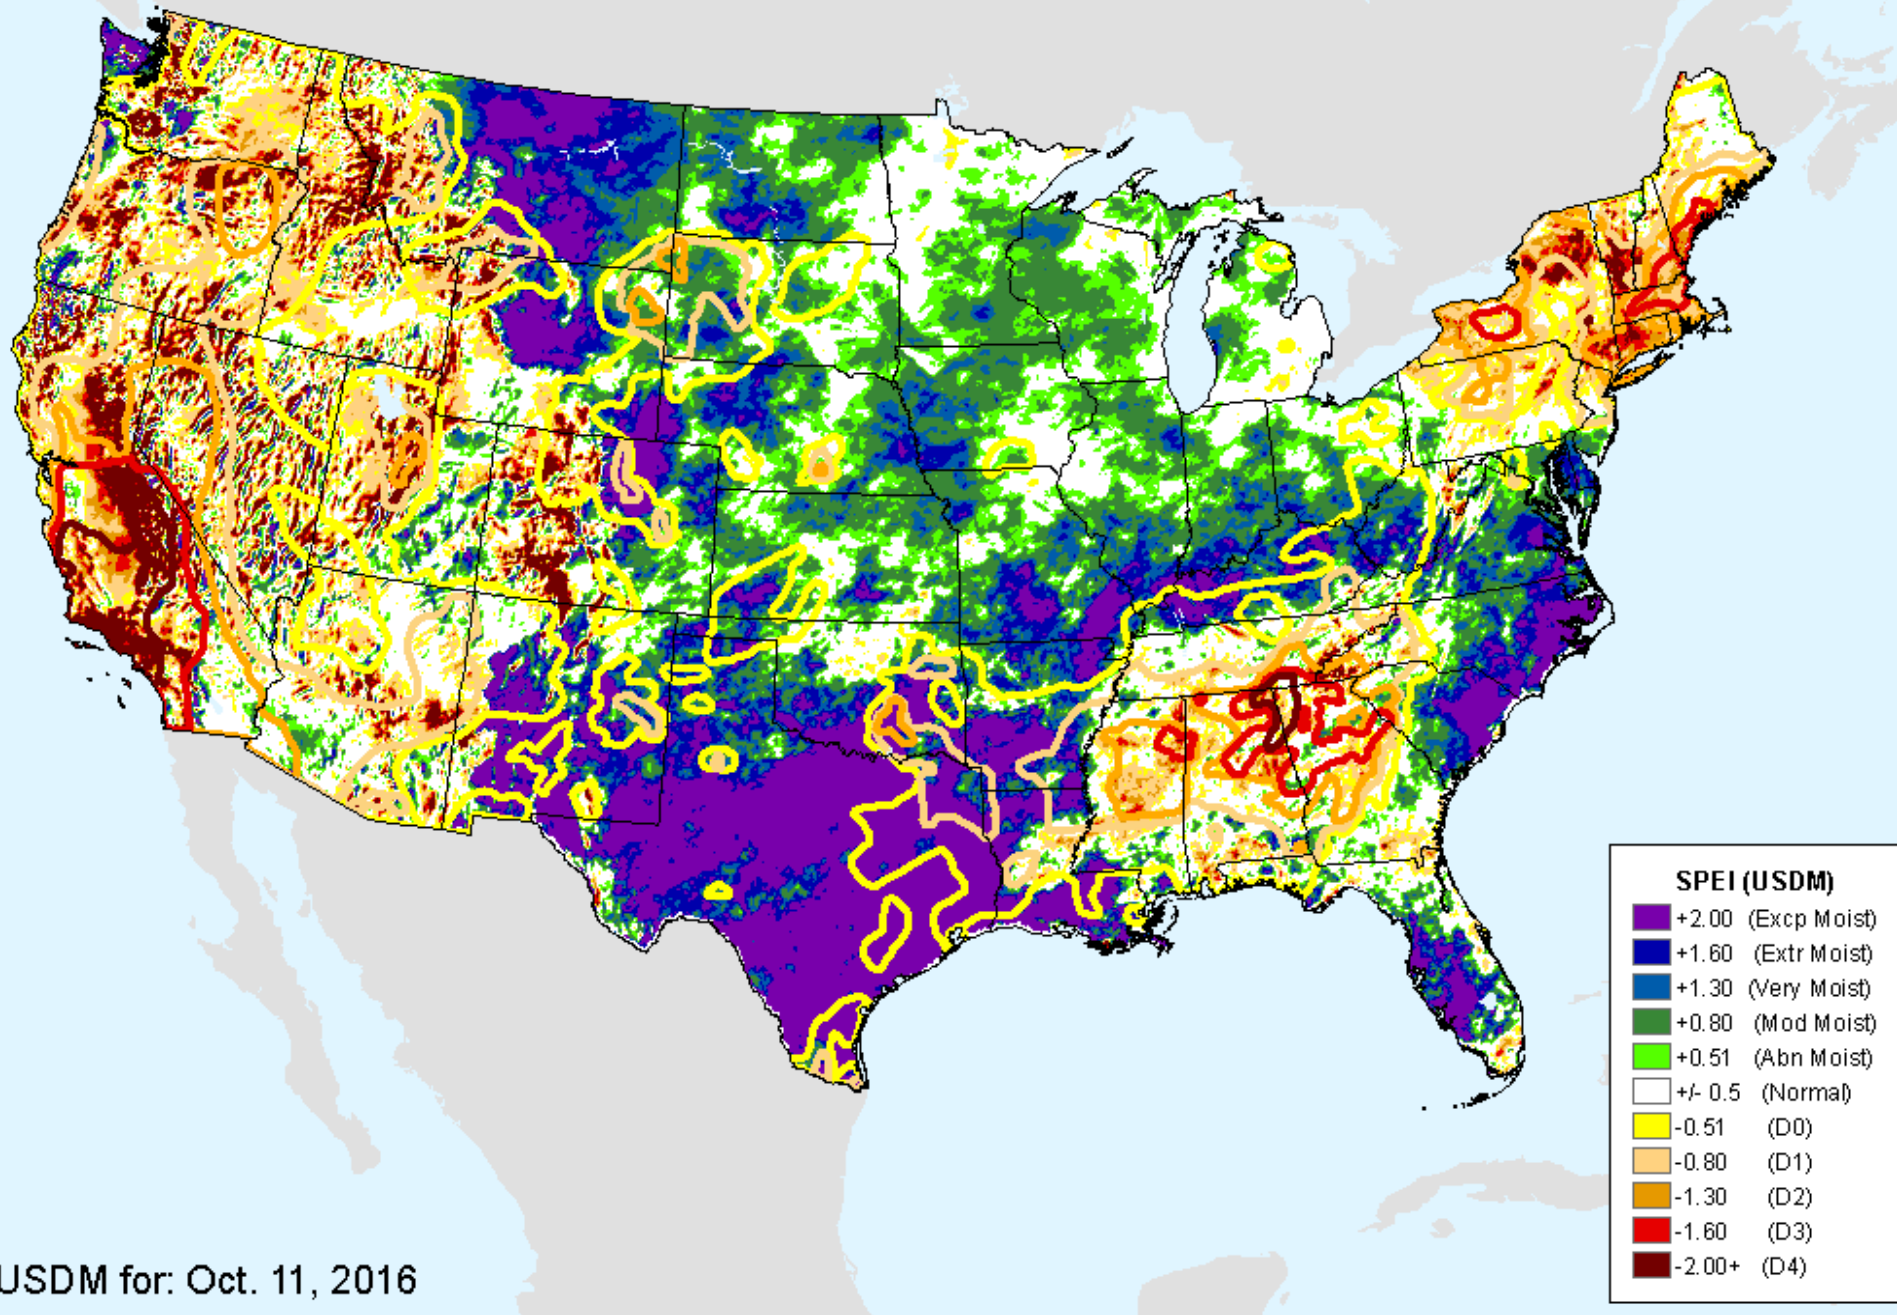 SPEI (USDM)
+2.00 (Excp Moist)
+1.60 (Extr Moist)
+1.30 (Very Moist)
+0.80 (Mod Moist)
+0.51 (Abn Moist)
+/- 0.5 (Normal)
-0.51 (D0)
-0.80 (D1)
-1.30 (D2)
-1.60 (D3)
-2.00+ (D4)
USDM for: Oct. 11, 2016